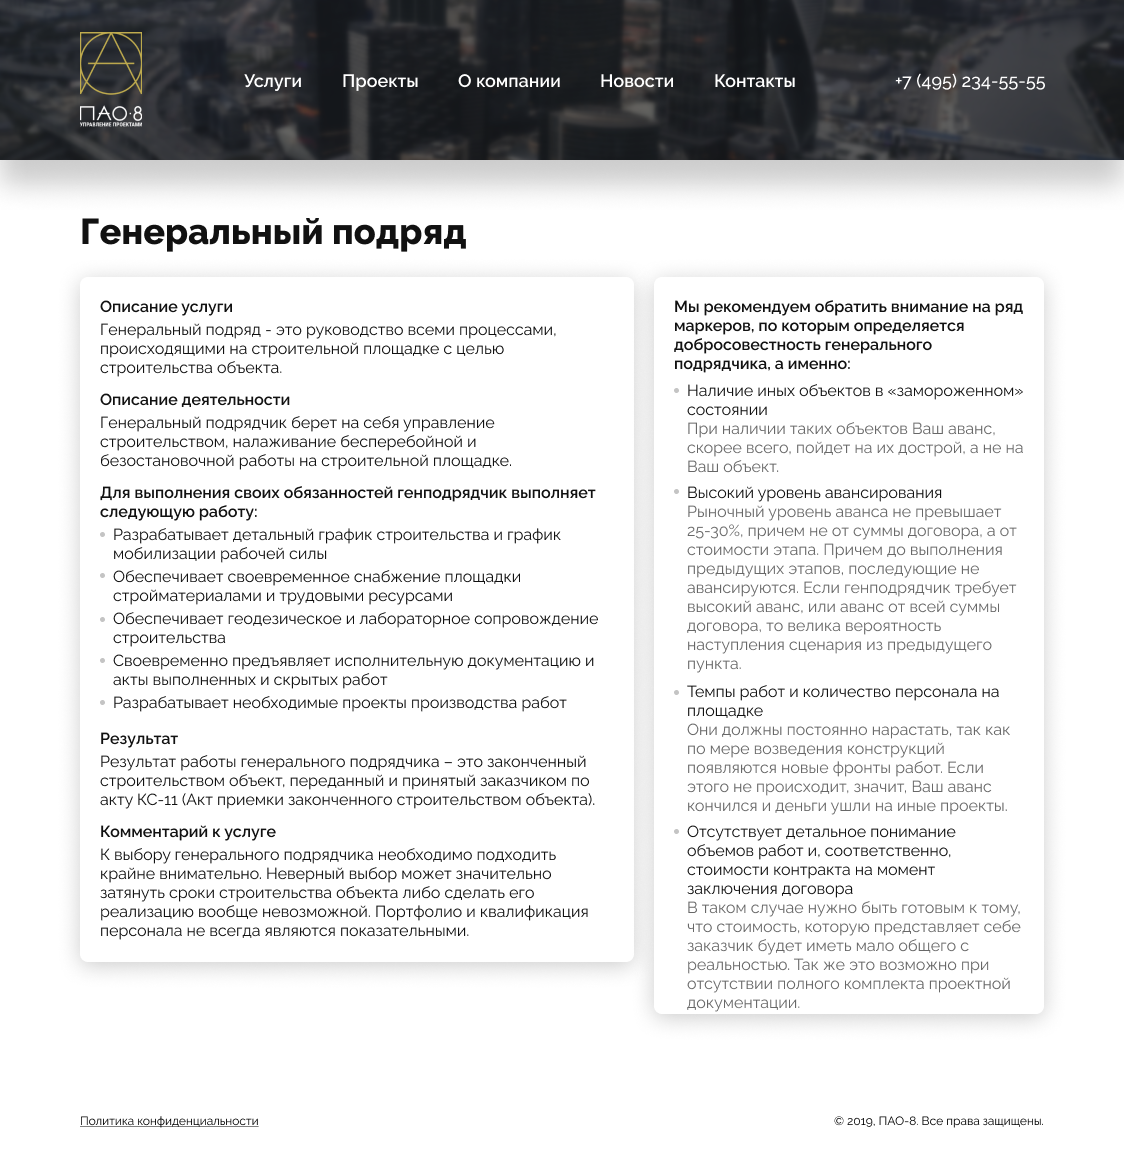 ПАО·8
УПРАВЛЕНИЕ ПРОЕКТАМИ
Услуги
Проекты
О компании
Новости
Контакты
+7 (495) 234-55-55
Генеральный подряд
Описание услуги
Генеральный подряд - это руководство всеми процессами,
происходящими на строительной площадке с целью
строительства объекта.
Описание деятельности
Генеральный подрядчик берет на себя управление
строительством, налаживание бесперебойной и
безостановочной работы на строительной площадке.
Для выполнения своих обязанностей генподрядчик выполняет
следующую работу:
Разрабатывает детальный график строительства и график
мобилизации рабочей силы
Обеспечивает своевременное снабжение площадки
стройматериалами и трудовыми ресурсами
Обеспечивает геодезическое и лабораторное сопровождение
строительства
Своевременно предъявляет исполнительную документацию и
акты выполненных и скрытых работ
Разрабатывает необходимые проекты производства работ
Результат
Результат работы генерального подрядчика – это законченный
строительством объект, переданный и принятый заказчиком по
акту КС-11 (Акт приемки законченного строительством объекта).
Комментарий к услуге
К выбору генерального подрядчика необходимо подходить
крайне внимательно. Неверный выбор может значительно
затянуть сроки строительства объекта либо сделать его
реализацию вообще невозможной. Портфолио и квалификация
персонала не всегда являются показательными.
Мы рекомендуем обратить внимание на ряд
маркеров, по которым определяется
добросовестность генерального
подрядчика, а именно:
Наличие иных объектов в «замороженном»
состоянии
При наличии таких объектов Ваш аванс,
скорее всего, пойдет на их дострой, а не на
Ваш объект.
Высокий уровень авансирования
Рыночный уровень аванса не превышает
25-30%, причем не от суммы договора, а от
стоимости этапа. Причем до выполнения
предыдущих этапов, последующие не
авансируются. Если генподрядчик требует
высокий аванс, или аванс от всей суммы
договора, то велика вероятность
наступления сценария из предыдущего
пункта.
Темпы работ и количество персонала на
площадке
Они должны постоянно нарастать, так как
по мере возведения конструкций
появляются новые фронты работ. Если
этого не происходит, значит, Ваш аванс
кончился и деньги ушли на иные проекты.
Отсутствует детальное понимание
объемов работ и, соответственно,
стоимости контракта на момент
заключения договора
В таком случае нужно быть готовым к тому,
что стоимость, которую представляет себе
заказчик будет иметь мало общего с
реальностью. Так же это возможно при
отсутствии полного комплекта проектной
документации.
Политика конфиденциальности
© 2019, ПАО-8. Все права защищены.